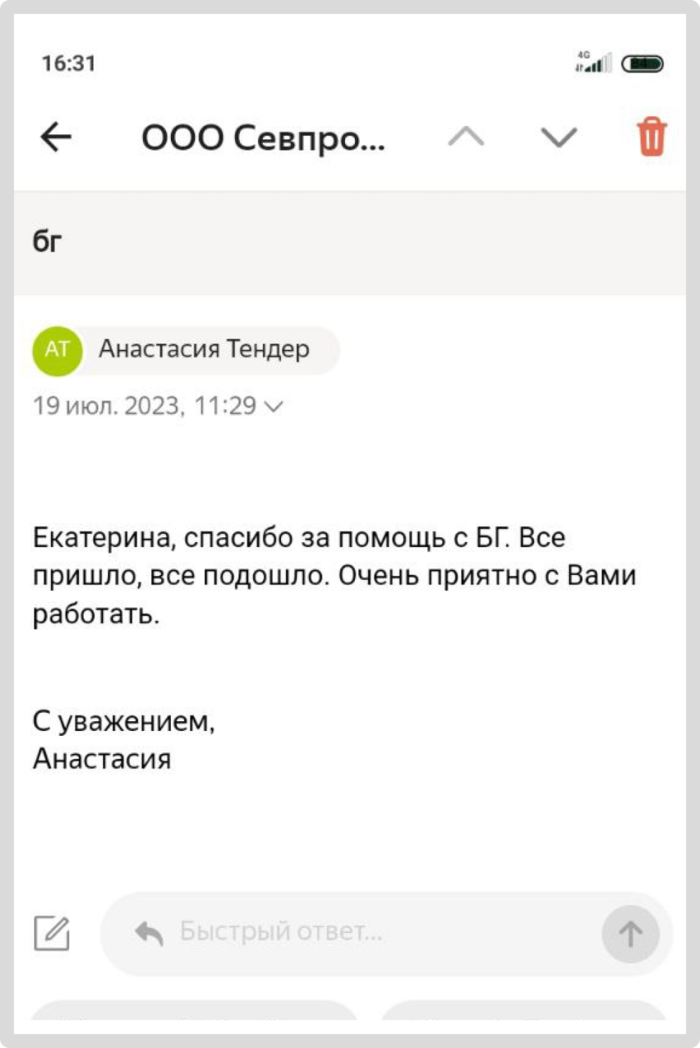 16:31
4G
ООО Севпро...
бг
АТ
Анастасия Тендер
19 июл. 2023, 11:29
Екатерина, спасибо за помощь с БГ. Все
пришло, все подошло. Очень приятно с Вами
работать.
С уважением,
Анастасия
Быстрый ответ...